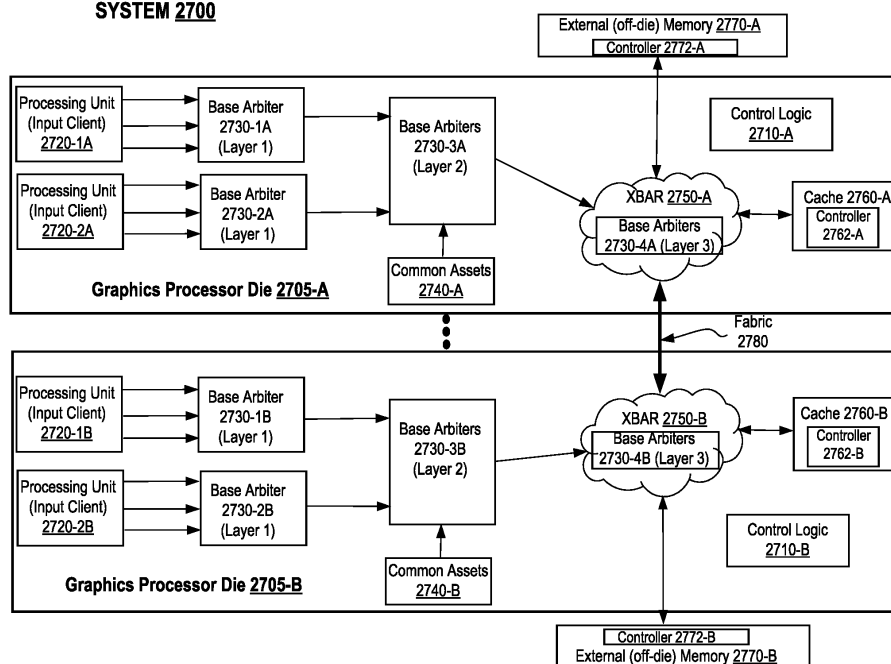 SYSTEM 2700
External (off-die) Memory 2770-A
Controller 2772-A
Processing Unit
(Input Client)
2720-1A
Base Arbiter
2730-1A
(Layer 1)
Base Arbiters
2730-3A
(Layer 2)
Control Logic
2710-A
Processing Unit
(Input Client)
2720-2A
Base Arbiter
2730-2A
(Layer 1)
XBAR 2750-A
Base Arbiters
2730-4A (Layer 3)
Cache 2760-A
Controller
2762-A
Common Assets
2740-A
Graphics Processor Die 2705-A
Fabric
2780
Processing Unit
(Input Client)
2720-1B
Base Arbiter
2730-1B
(Layer 1)
Base Arbiters
2730-3B
(Layer 2)
XBAR 2750-B
Base Arbiters
2730-4B (Layer 3)
Cache 2760-B
Controller
2762-B
Processing Unit
(Input Client)
2720-2B
Base Arbiter
2730-2B
(Layer 1)
Control Logic
2710-B
Common Assets
2740-B
Graphics Processor Die 2705-B
Controller 2772-B
External (off-die) Memory 2770-B